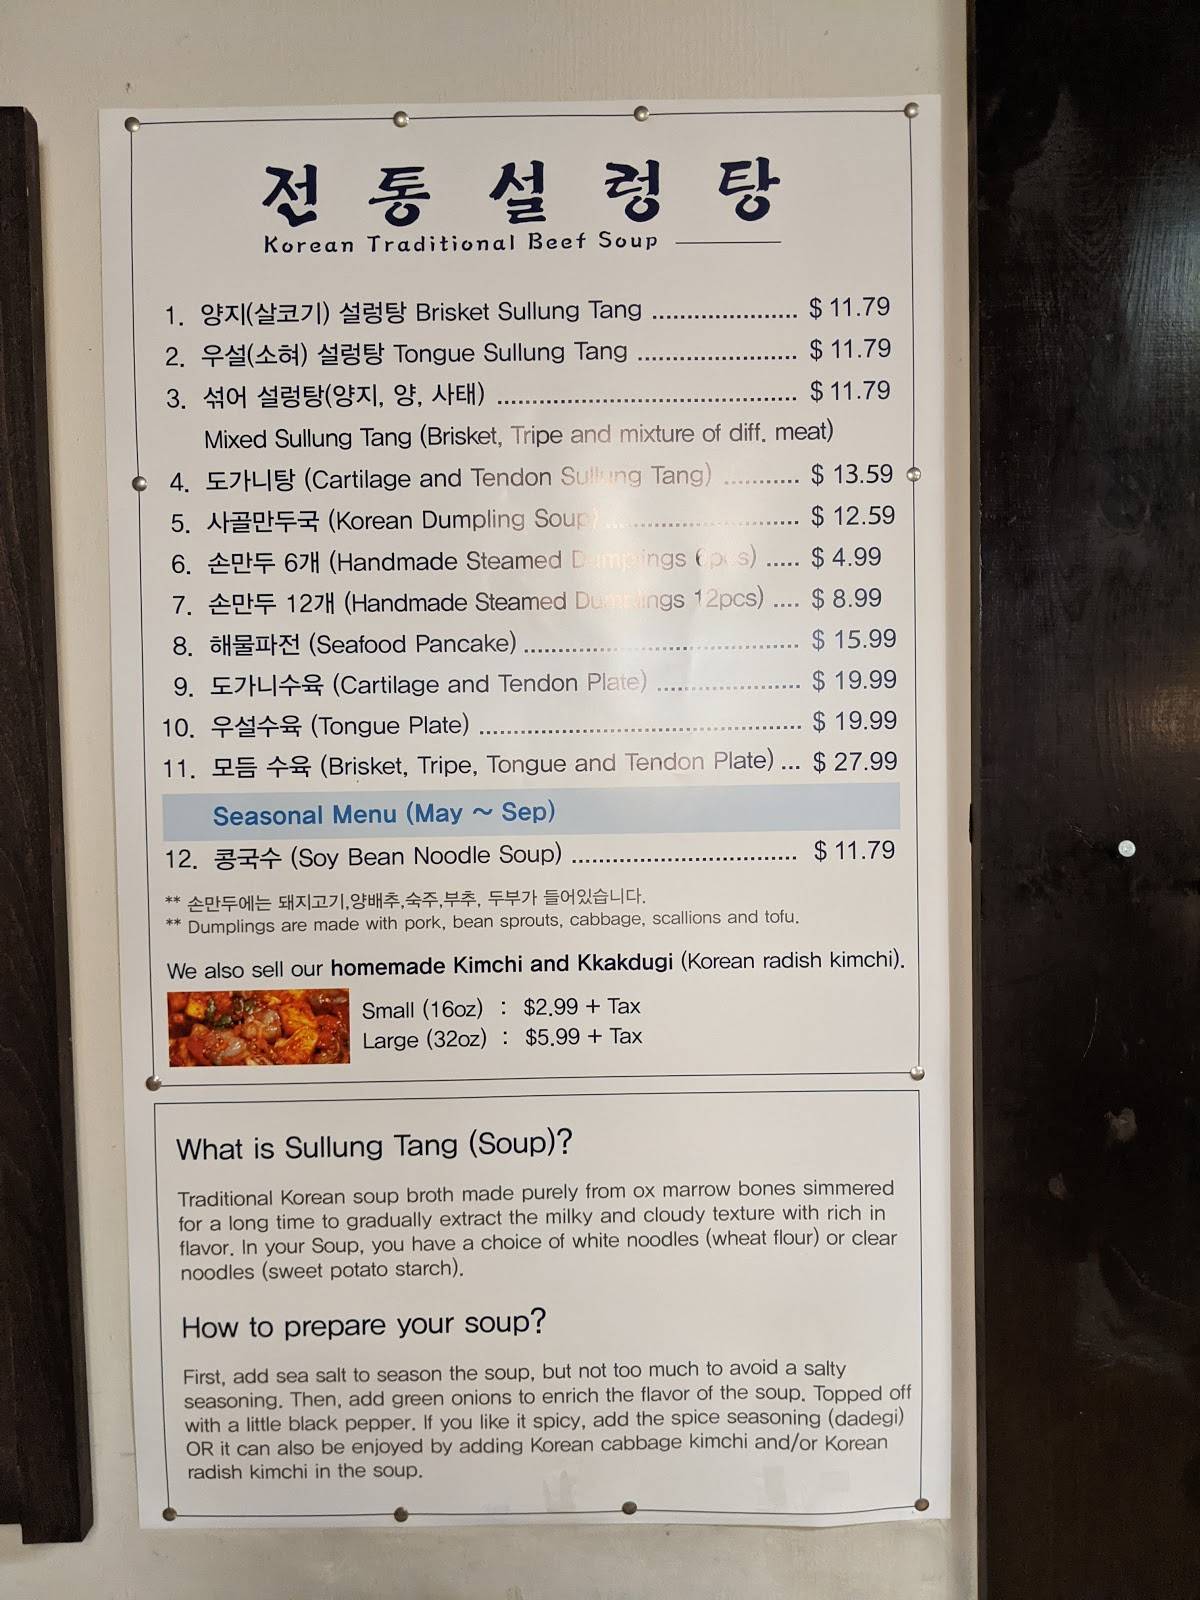 전통설렁탕
Korean Traditional Beef Soup
1. 양지(살코기) 설렁탕 Brisket Sullung Tang ..................... $ 11.79
2. 우설(소혀) 설렁탕 Tongue Sullung Tang ....................... $ 11.79
3. 섞어 설렁탕(양지, 양, 사태) ........................................... $ 11.79
Mixed Sullung Tang (Brisket, Tripe and mixture of diff. meat)
4. 도가니탕 (Cartilage and Tendon Sullung Tang) ........... $ 13.59
5. 사골만두국 (Korean Dumpling Soup) ............................ $ 12.59
6. 손만두 6개 (Handmade Steamed Dumplings 6pcs) ..... $ 4.99
7. 손만두 12개 (Handmade Steamed Dumplings 12pcs) .... $ 8.99
8. 해물파전 (Seafood Pancake) ........................................ $ 15.99
9. 도가니수육 (Cartilage and Tendon Plate) ..................... $ 19.99
10. 우설수육 (Tongue Plate) .............................................. $ 19.99
11. 모듬 수육 (Brisket, Tripe, Tongue and Tendon Plate) ... $ 27.99
Seasonal Menu (May ~ Sep)
12. 콩국수 (Soy Bean Noodle Soup) ................................ $ 11.79
** 손만두에는 돼지고기,양배추,숙주,부추, 두부가 들어있습니다.
** Dumplings are made with pork, bean sprouts, cabbage, scallions and tofu.
We also sell our homemade Kimchi and Kkakdugi (Korean radish kimchi).
Small (16oz) : $2.99 + Tax
Large (32oz) : $5.99 + Tax
What is Sullung Tang (Soup)?
Traditional Korean soup broth made purely from ox marrow bones simmered
for a long time to gradually extract the milky and cloudy texture with rich in
flavor. In your Soup, you have a choice of white noodles (wheat flour) or clear
noodles (sweet potato starch).
How to prepare your soup?
First, add sea salt to season the soup, but not too much to avoid a salty
seasoning. Then, add green onions to enrich the flavor of the soup. Topped off
with a little black pepper. If you like it spicy, add the spice seasoning (dadegi)
OR it can also be enjoyed by adding Korean cabbage kimchi and/or Korean
radish kimchi in the soup.